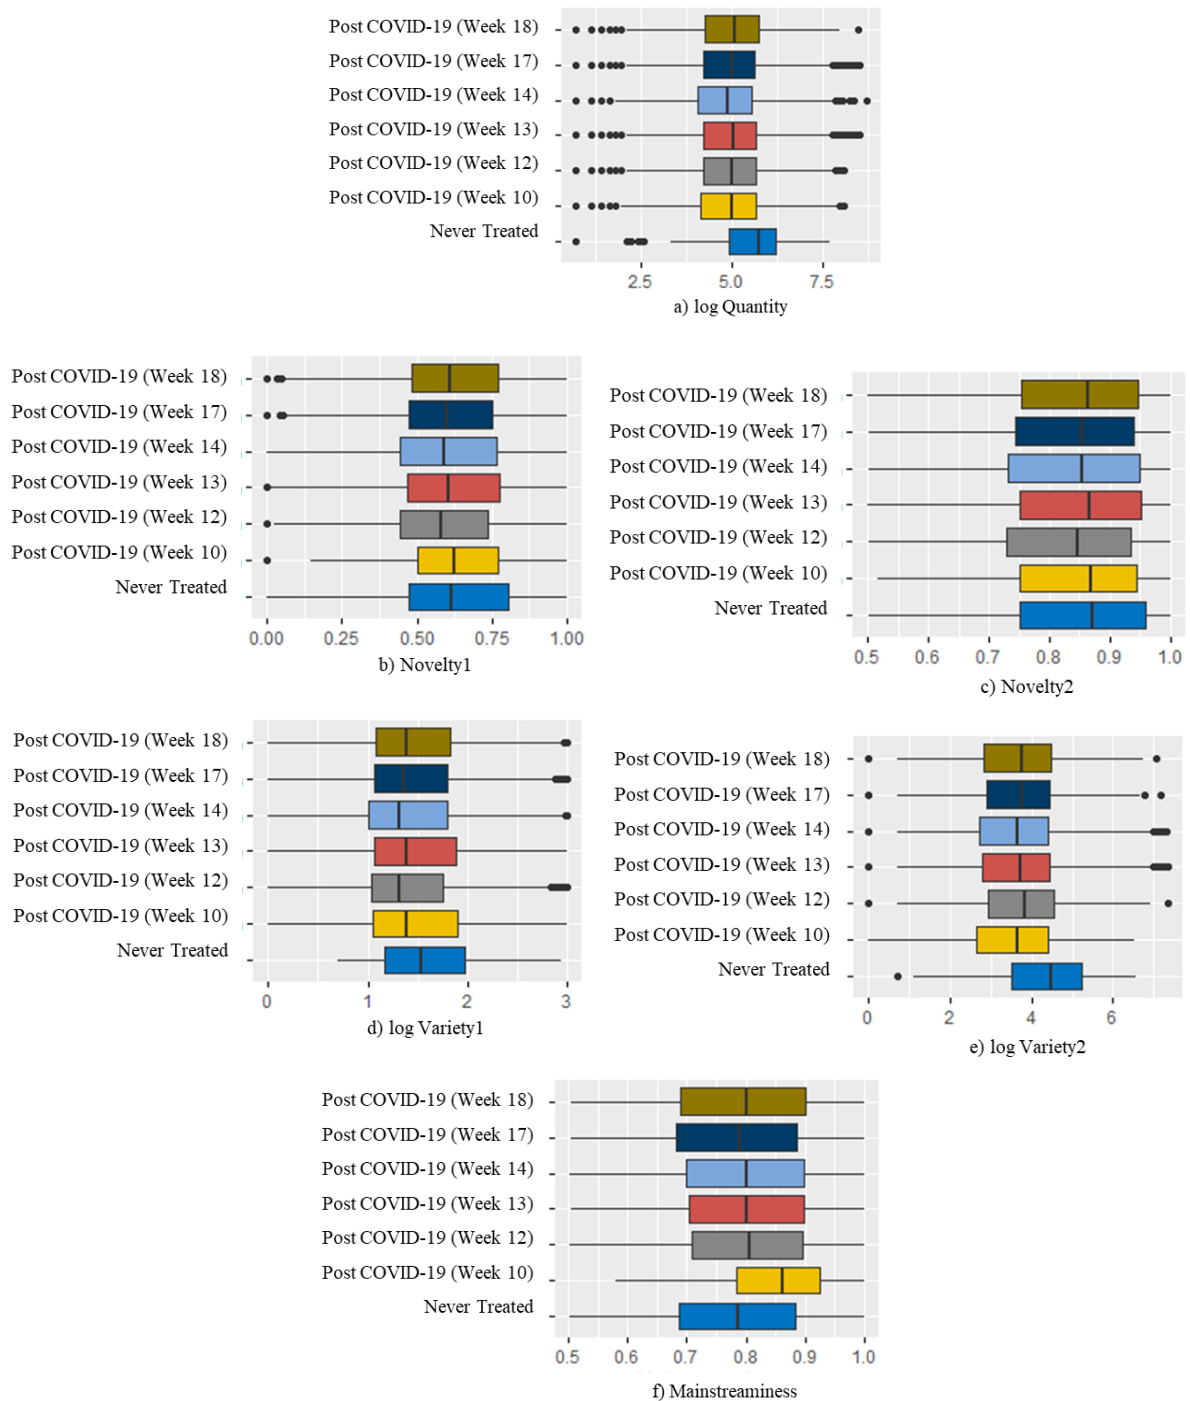 Post COVID-19 (Week 18)
Post COVID-19 (Week 17)
Post COVID-19 (Week 14)
Post COVID-19 (Week 13)
Post COVID-19 (Week 12)
Post COVID-19 (Week 10)
Never Treated
2.5 5.0 7.5
a) log Quantity
Post COVID-19 (Week 18)
Post COVID-19 (Week 17)
Post COVID-19 (Week 14)
Post COVID-19 (Week 13)
Post COVID-19 (Week 12)
Post COVID-19 (Week 10)
Never Treated
0.00 0.25 0.50 0.75 1.00
b) Novelty1
Post COVID-19 (Week 18)
Post COVID-19 (Week 17)
Post COVID-19 (Week 14)
Post COVID-19 (Week 13)
Post COVID-19 (Week 12)
Post COVID-19 (Week 10)
Never Treated
0.5 0.6 0.7 0.8 0.9 1.0
c) Novelty2
Post COVID-19 (Week 18)
Post COVID-19 (Week 17)
Post COVID-19 (Week 14)
Post COVID-19 (Week 13)
Post COVID-19 (Week 12)
Post COVID-19 (Week 10)
Never Treated
0 1 2 3
d) log Variety1
Post COVID-19 (Week 18)
Post COVID-19 (Week 17)
Post COVID-19 (Week 14)
Post COVID-19 (Week 13)
Post COVID-19 (Week 12)
Post COVID-19 (Week 10)
Never Treated
0 2 4 6
e) log Variety2
Post COVID-19 (Week 18)
Post COVID-19 (Week 17)
Post COVID-19 (Week 14)
Post COVID-19 (Week 13)
Post COVID-19 (Week 12)
Post COVID-19 (Week 10)
Never Treated
0.5 0.6 0.7 0.8 0.9 1.0
f) Mainstreaminess